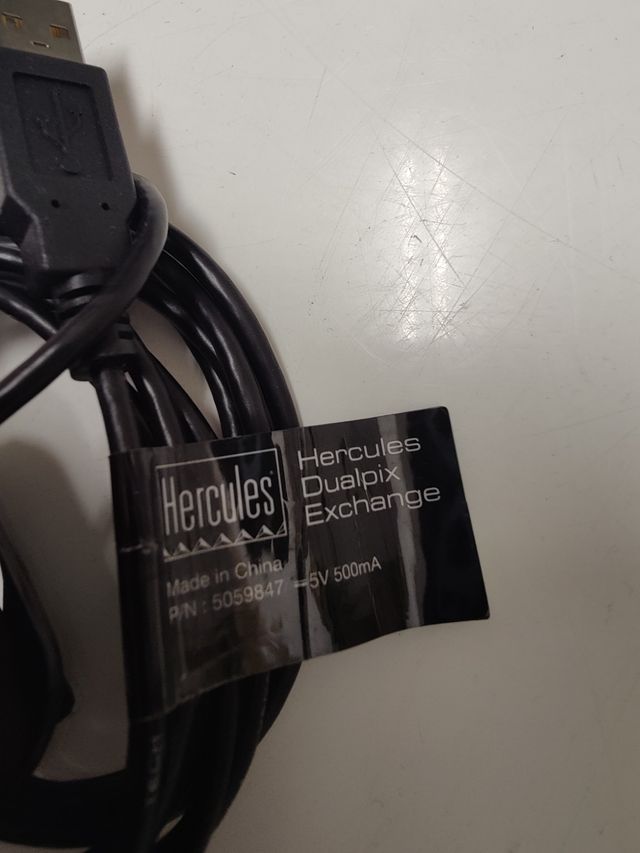 Hercules
Hercules
Dualpix
Exchange
Made in China
P/N : 5059847 ⎓5V 500mA